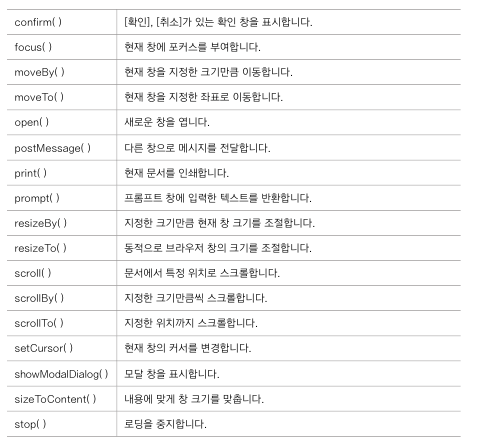 confirm( ) [확인], [취소]가 있는 확인 창을 표시합니다.
focus( ) 현재 창에 포커스를 부여합니다.
moveBy( ) 현재 창을 지정한 크기만큼 이동합니다.
moveTo( ) 현재 창을 지정한 좌표로 이동합니다.
open( ) 새로운 창을 엽니다.
postMessage( ) 다른 창으로 메시지를 전달합니다.
print( ) 현재 문서를 인쇄합니다.
prompt( ) 프롬프트 창에 입력한 텍스트를 반환합니다.
resizeBy( ) 지정한 크기만큼 현재 창 크기를 조절합니다.
resizeTo( ) 동적으로 브라우저 창의 크기를 조절합니다.
scroll( ) 문서에서 특정 위치로 스크롤합니다.
scrollBy( ) 지정한 크기만큼씩 스크롤합니다.
scrollTo( ) 지정한 위치까지 스크롤합니다.
setCursor( ) 현재 창의 커서를 변경합니다.
showModalDialog( ) 모달 창을 표시합니다.
sizeToContent( ) 내용에 맞게 창 크기를 맞춥니다.
stop( ) 로딩을 중지합니다.